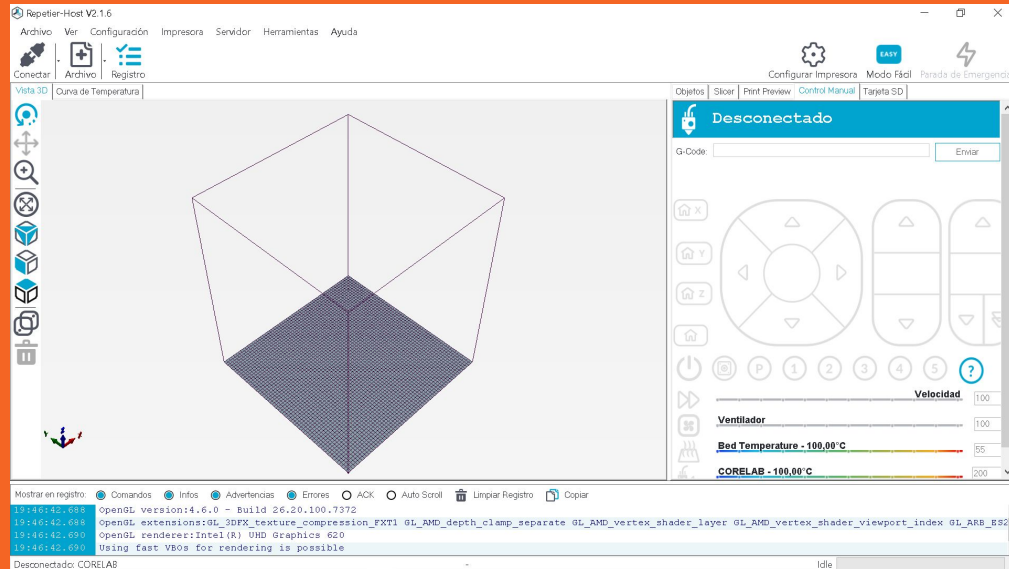 Repetier-Host V2.1.6
Archivo Ver Configuración Impresora Servidor Herramientas Ayuda
Conectar Archivo Registro Configurar Impresora Modo Fácil Parada de Emergencia
EASY
Vista 3D Curva de Temperatura
Objetos Slicer Print Preview Control Manual Tarjeta SD
Desconectado
G-Code: Enviar
X
Y
Z
P 1 2 3 4 5 ?
Velocidad 100
Ventilador 100
Bed Temperature - 100,00°C 55
CORELAB - 100,00°C 200
Mostrar en registro: Comandos Infos Advertencias Errores ACK Auto Scroll Limpiar Registro Copiar
19:46:42.688 OpenGL version:4.6.0 - Build 26.20.100.7372
19:46:42.688 OpenGL extensions:GL_3DFX_texture_compression_FXT1 GL_AMD_depth_clamp_separate GL_AMD_vertex_shader_layer GL_AMD_vertex_shader_viewport_index GL_ARB_ES2
19:46:42.690 OpenGL renderer:Intel(R) UHD Graphics 620
19:46:42.690 Using fast VBOs for rendering is possible
Desconectado: CORELAB - Idle